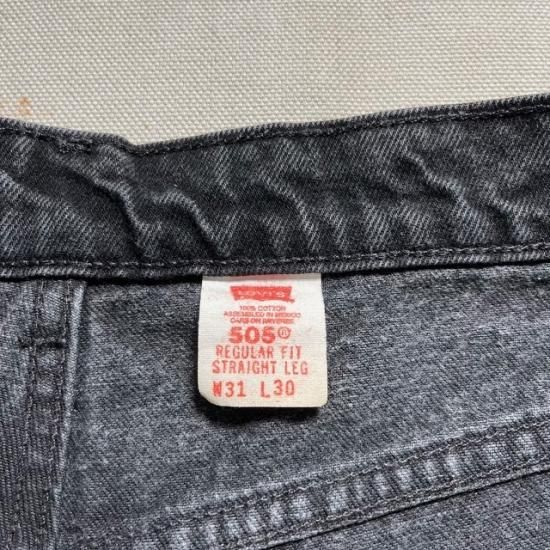 LEVI'S
100% COTTON
ASSEMBLED IN MEXICO
CARE ON REVERSE
505®
REGULAR FIT
STRAIGHT LEG
W31 L30